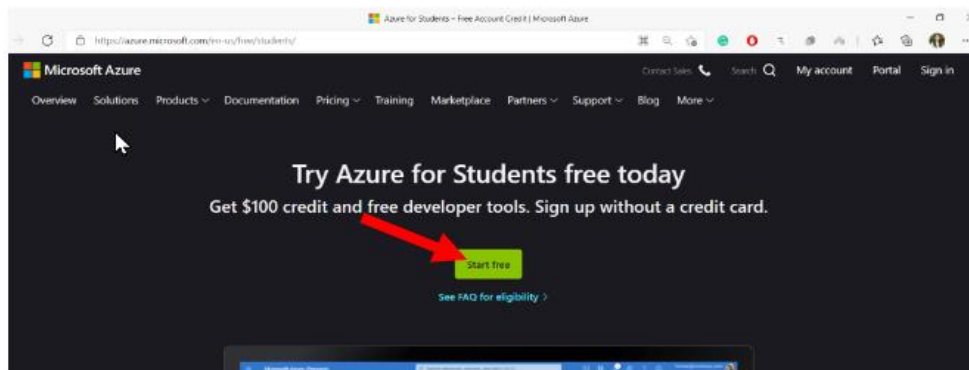 Azure for Students – Free Account Credit | Microsoft Azure
https://azure.microsoft.com/en-us/free/students/
Microsoft Azure
Contact Sales
Search
My account
Portal
Sign in
Overview Solutions Products Documentation Pricing Training Marketplace Partners Support Blog More
Try Azure for Students free today
Get $100 credit and free developer tools. Sign up without a credit card.
Start free
See FAQ for eligibility